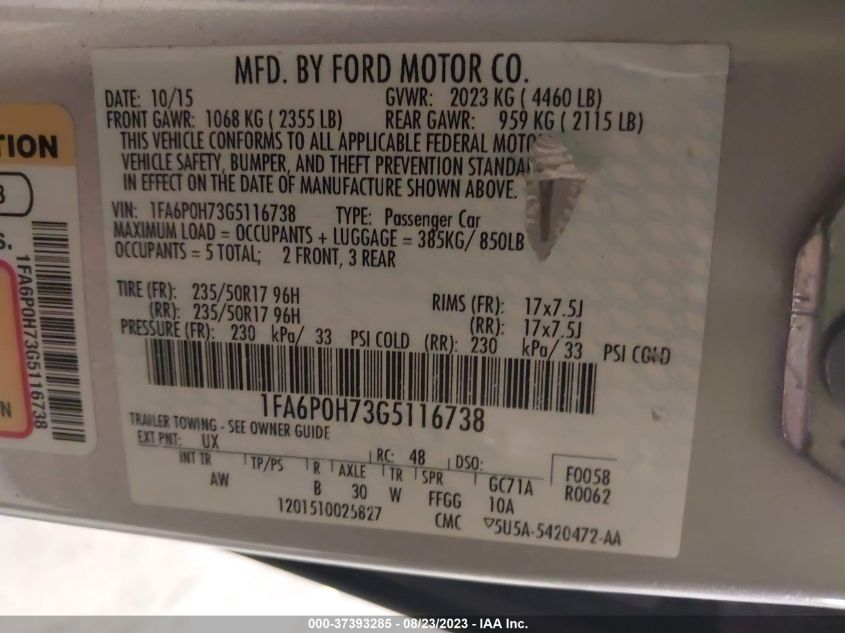 MFD. BY FORD MOTOR CO.
DATE: 10/15 GVWR: 2023 KG ( 4460 LB)
FRONT GAWR: 1068 KG ( 2355 LB) REAR GAWR: 959 KG ( 2115 LB)
THIS VEHICLE CONFORMS TO ALL APPLICABLE FEDERAL
VEHICLE SAFETY, BUMPER, AND THEFT PREVENTION
IN EFFECT ON THE DATE OF MANUFACTURE SHOWN ABOVE.
VIN: 1FA6P0H73G5116738 TYPE: Passenger Car
MAXIMUM LOAD = OCCUPANTS + LUGGAGE = 385KG/ 850LB
OCCUPANTS = 5 TOTAL; 2 FRONT, 3 REAR
TIRE (FR): 235/50R17 96H RIMS (FR): 17x7.5J
(RR): 235/50R17 96H (RR): 17x7.5J
PRESSURE (FR): 230 kPa/ 33 PSI COLD (RR): 230 kPa/ 33 PSI COLD
1FA6P0H73G5116738
TRAILER TOWING - SEE OWNER GUIDE
EXT PNT: UX RC: 48 DSO: F0058
INT TR TP/PS R AXLE TR SPR GC71A R0062
AW B 30 W FFGG 10A
1201510025827 CMC 5U5A-5420472-AA
1FA6P0H73G5116738
000-37393285 - 08/23/2023 - IAA Inc.